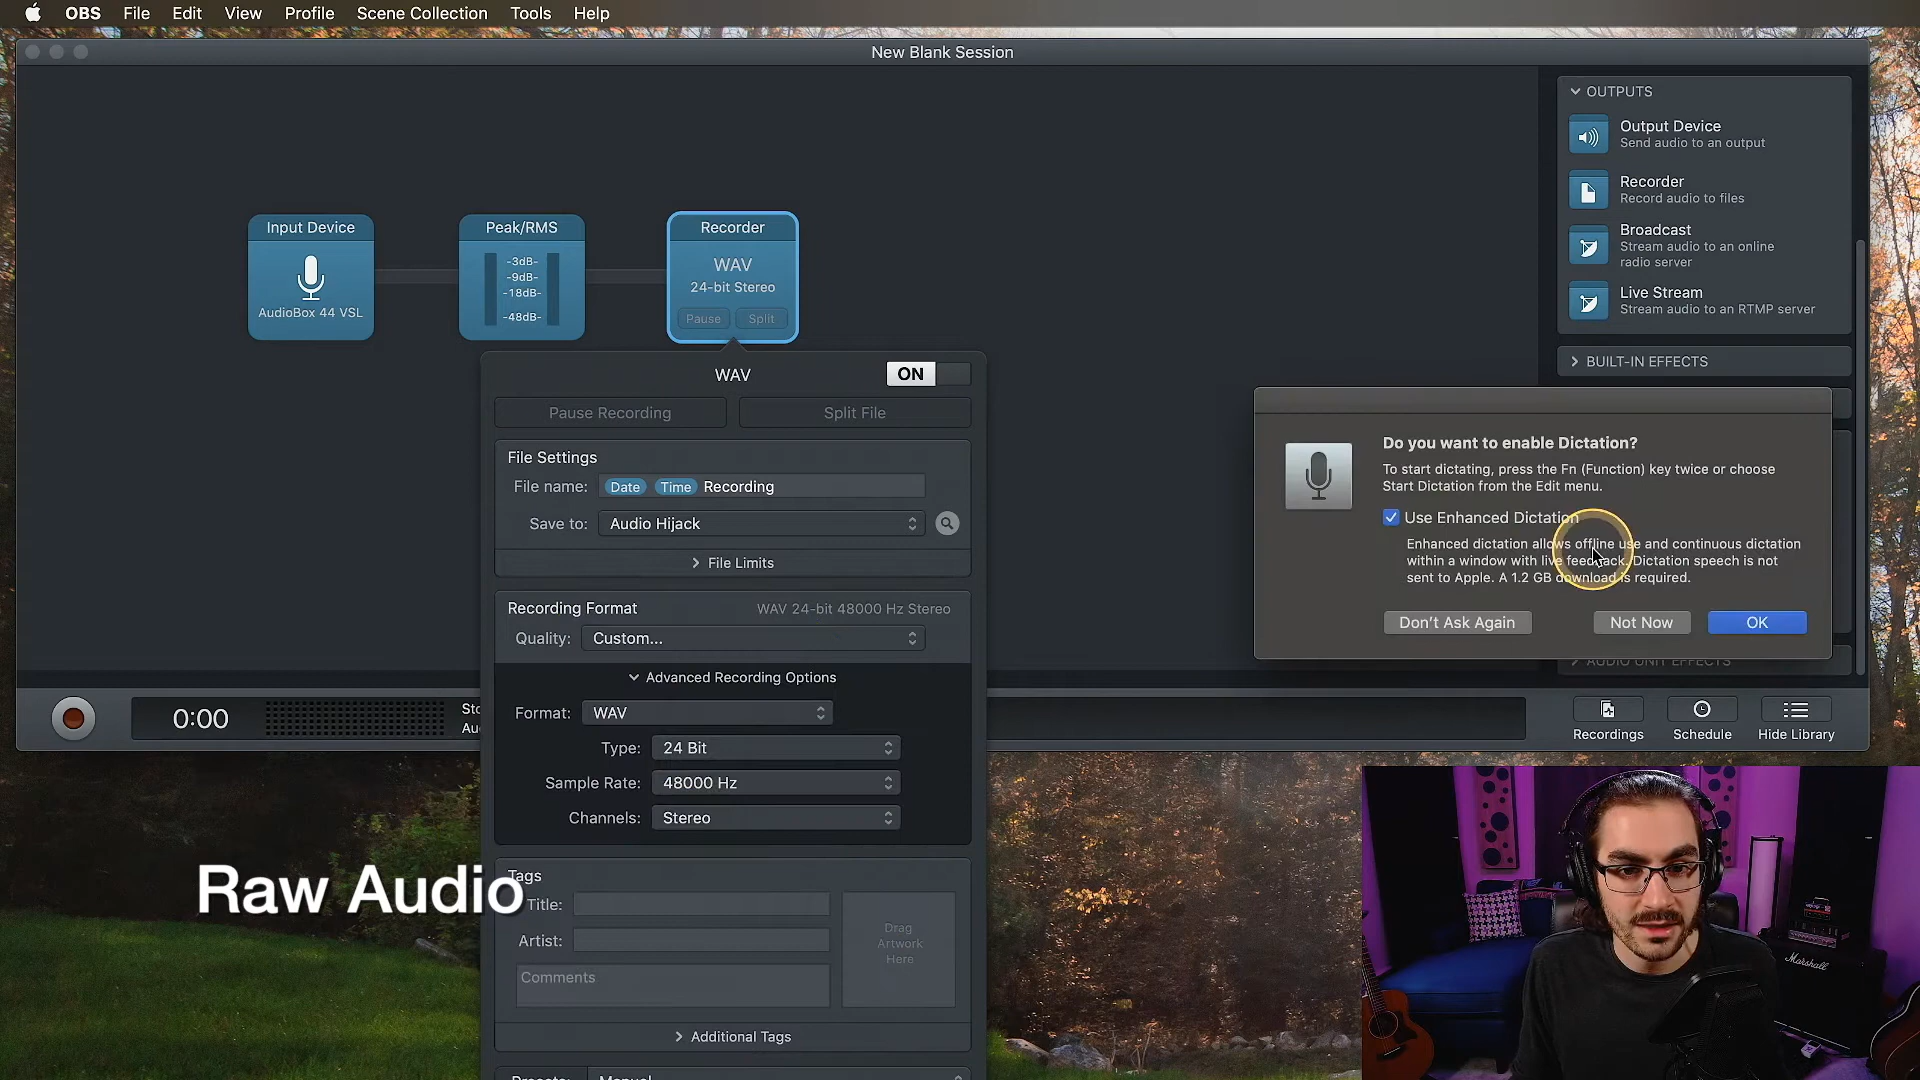 OBS File Edit View Profile Scene Collection Tools Help
New Blank Session
OUTPUTS
Output Device
Send audio to an output
Recorder
Record audio to files
Broadcast
Stream audio to an online
radio server
Live Stream
Stream audio to an RTMP server
BUILT-IN EFFECTS
AUDIO UNIT EFFECTS
Input Device
AudioBox 44 VSL
Peak/RMS
-3dB-
-9dB-
-18dB-
-48dB-
Recorder
WAV
24-bit Stereo
Pause Split
WAV ON
Pause Recording Split File
File Settings
File name: Date Time Recording
Save to: Audio Hijack
File Limits
Recording Format WAV 24-bit 48000 Hz Stereo
Quality: Custom...
Advanced Recording Options
Format: WAV
Type: 24 Bit
Sample Rate: 48000 Hz
Channels: Stereo
Tags
Title:
Artist:
Comments
Drag
Artwork
Here
Additional Tags
Presets: Manual
Do you want to enable Dictation?
To start dictating, press the Fn (Function) key twice or choose
Start Dictation from the Edit menu.
Use Enhanced Dictation
Enhanced dictation allows offline use and continuous dictation
within a window with live feedback. Dictation speech is not
sent to Apple. A 1.2 GB download is required.
Don't Ask Again Not Now OK
0:00
Recordings Schedule Hide Library
Raw Audio
Marshall